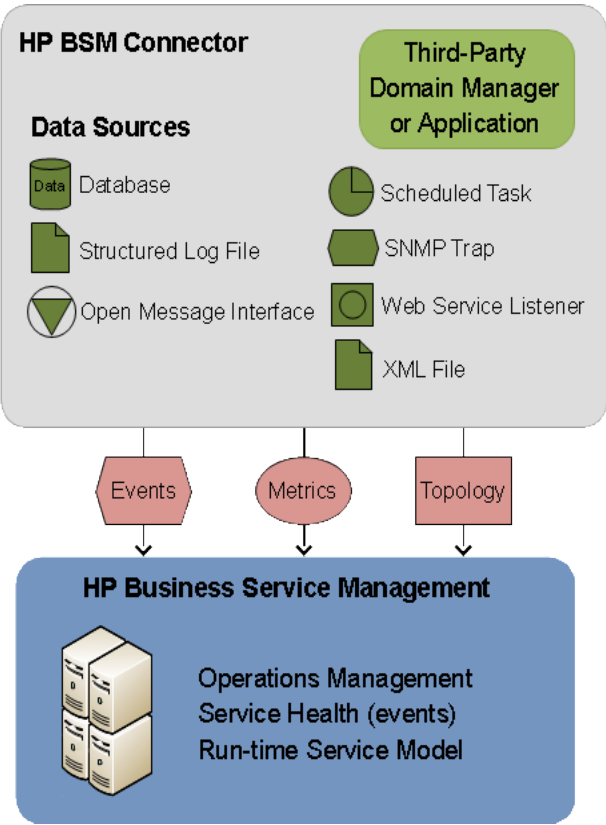 HP BSM Connector
Third-Party
Domain Manager
or Application
Data Sources
Data
Database
Structured Log File
Open Message Interface
Scheduled Task
SNMP Trap
Web Service Listener
XML File
Events
Metrics
Topology
HP Business Service Management
Operations Management
Service Health (events)
Run-time Service Model